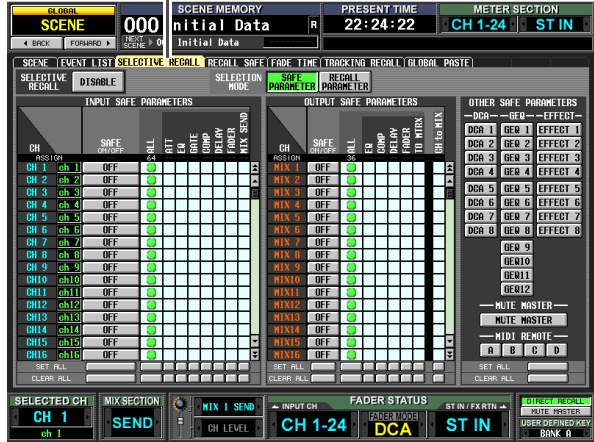 GLOBAL
SCENE
SCENE MEMORY
PRESENT TIME
METER SECTION
000 nitial Data R
22:24:22
CH 1-24 ST IN
BACK FORWARD NEXT SCENE 0 Initial Data
SCENE EVENT LIST SELECTIVE RECALL RECALL SAFE FADE TIME TRACKING RECALL GLOBAL PASTE
SELECTIVE RECALL DISABLE SELECTION MODE SAFE PARAMETER RECALL PARAMETER
INPUT SAFE PARAMETERS
CH SAFE ON/OFF ALL ATT EQ GATE COMP DELAY FADER MIX SEND
ASSIGN 64
CH 1 ch 1 OFF
CH 2 ch 2 OFF
CH 3 ch 3 OFF
CH 4 ch 4 OFF
CH 5 ch 5 OFF
CH 6 ch 6 OFF
CH 7 ch 7 OFF
CH 8 ch 8 OFF
CH 9 ch 9 OFF
CH10 ch10 OFF
CH11 ch11 OFF
CH12 ch12 OFF
CH13 ch13 OFF
CH14 ch14 OFF
CH15 ch15 OFF
CH16 ch16 OFF
SET ALL
CLEAR ALL
OUTPUT SAFE PARAMETERS
CH SAFE ON/OFF ALL EQ COMP DELAY FADER TO MTRX CH to MIX
ASSIGN 36
MIX 1 OFF
MIX 2 OFF
MIX 3 OFF
MIX 4 OFF
MIX 5 OFF
MIX 6 OFF
MIX 7 OFF
MIX 8 OFF
MIX 9 OFF
MIX10 OFF
MIX11 OFF
MIX12 OFF
MIX13 OFF
MIX14 OFF
MIX15 OFF
MIX16 OFF
SET ALL
CLEAR ALL
OTHER SAFE PARAMETERS
DCA GEQ EFFECT
DCA 1 GEQ 1 EFFECT 1
DCA 2 GEQ 2 EFFECT 2
DCA 3 GEQ 3 EFFECT 3
DCA 4 GEQ 4 EFFECT 4
DCA 5 GEQ 5 EFFECT 5
DCA 6 GEQ 6 EFFECT 6
DCA 7 GEQ 7 EFFECT 7
DCA 8 GEQ 8 EFFECT 8
GEQ 9
GEQ10
GEQ11
GEQ12
MUTE MASTER
MUTE MASTER
MIDI REMOTE
A B C D
SET ALL
CLEAR ALL
SELECTED CH
CH 1
ch 1
MIX SECTION
SEND
MIX 1 SEND
CH LEVEL
FADER STATUS
INPUT CH FADER MODE ST IN / FX RTN
CH 1-24 DCA ST IN
DIRECT RECALL
MUTE MASTER
USER DEFINED KEY
BANK A